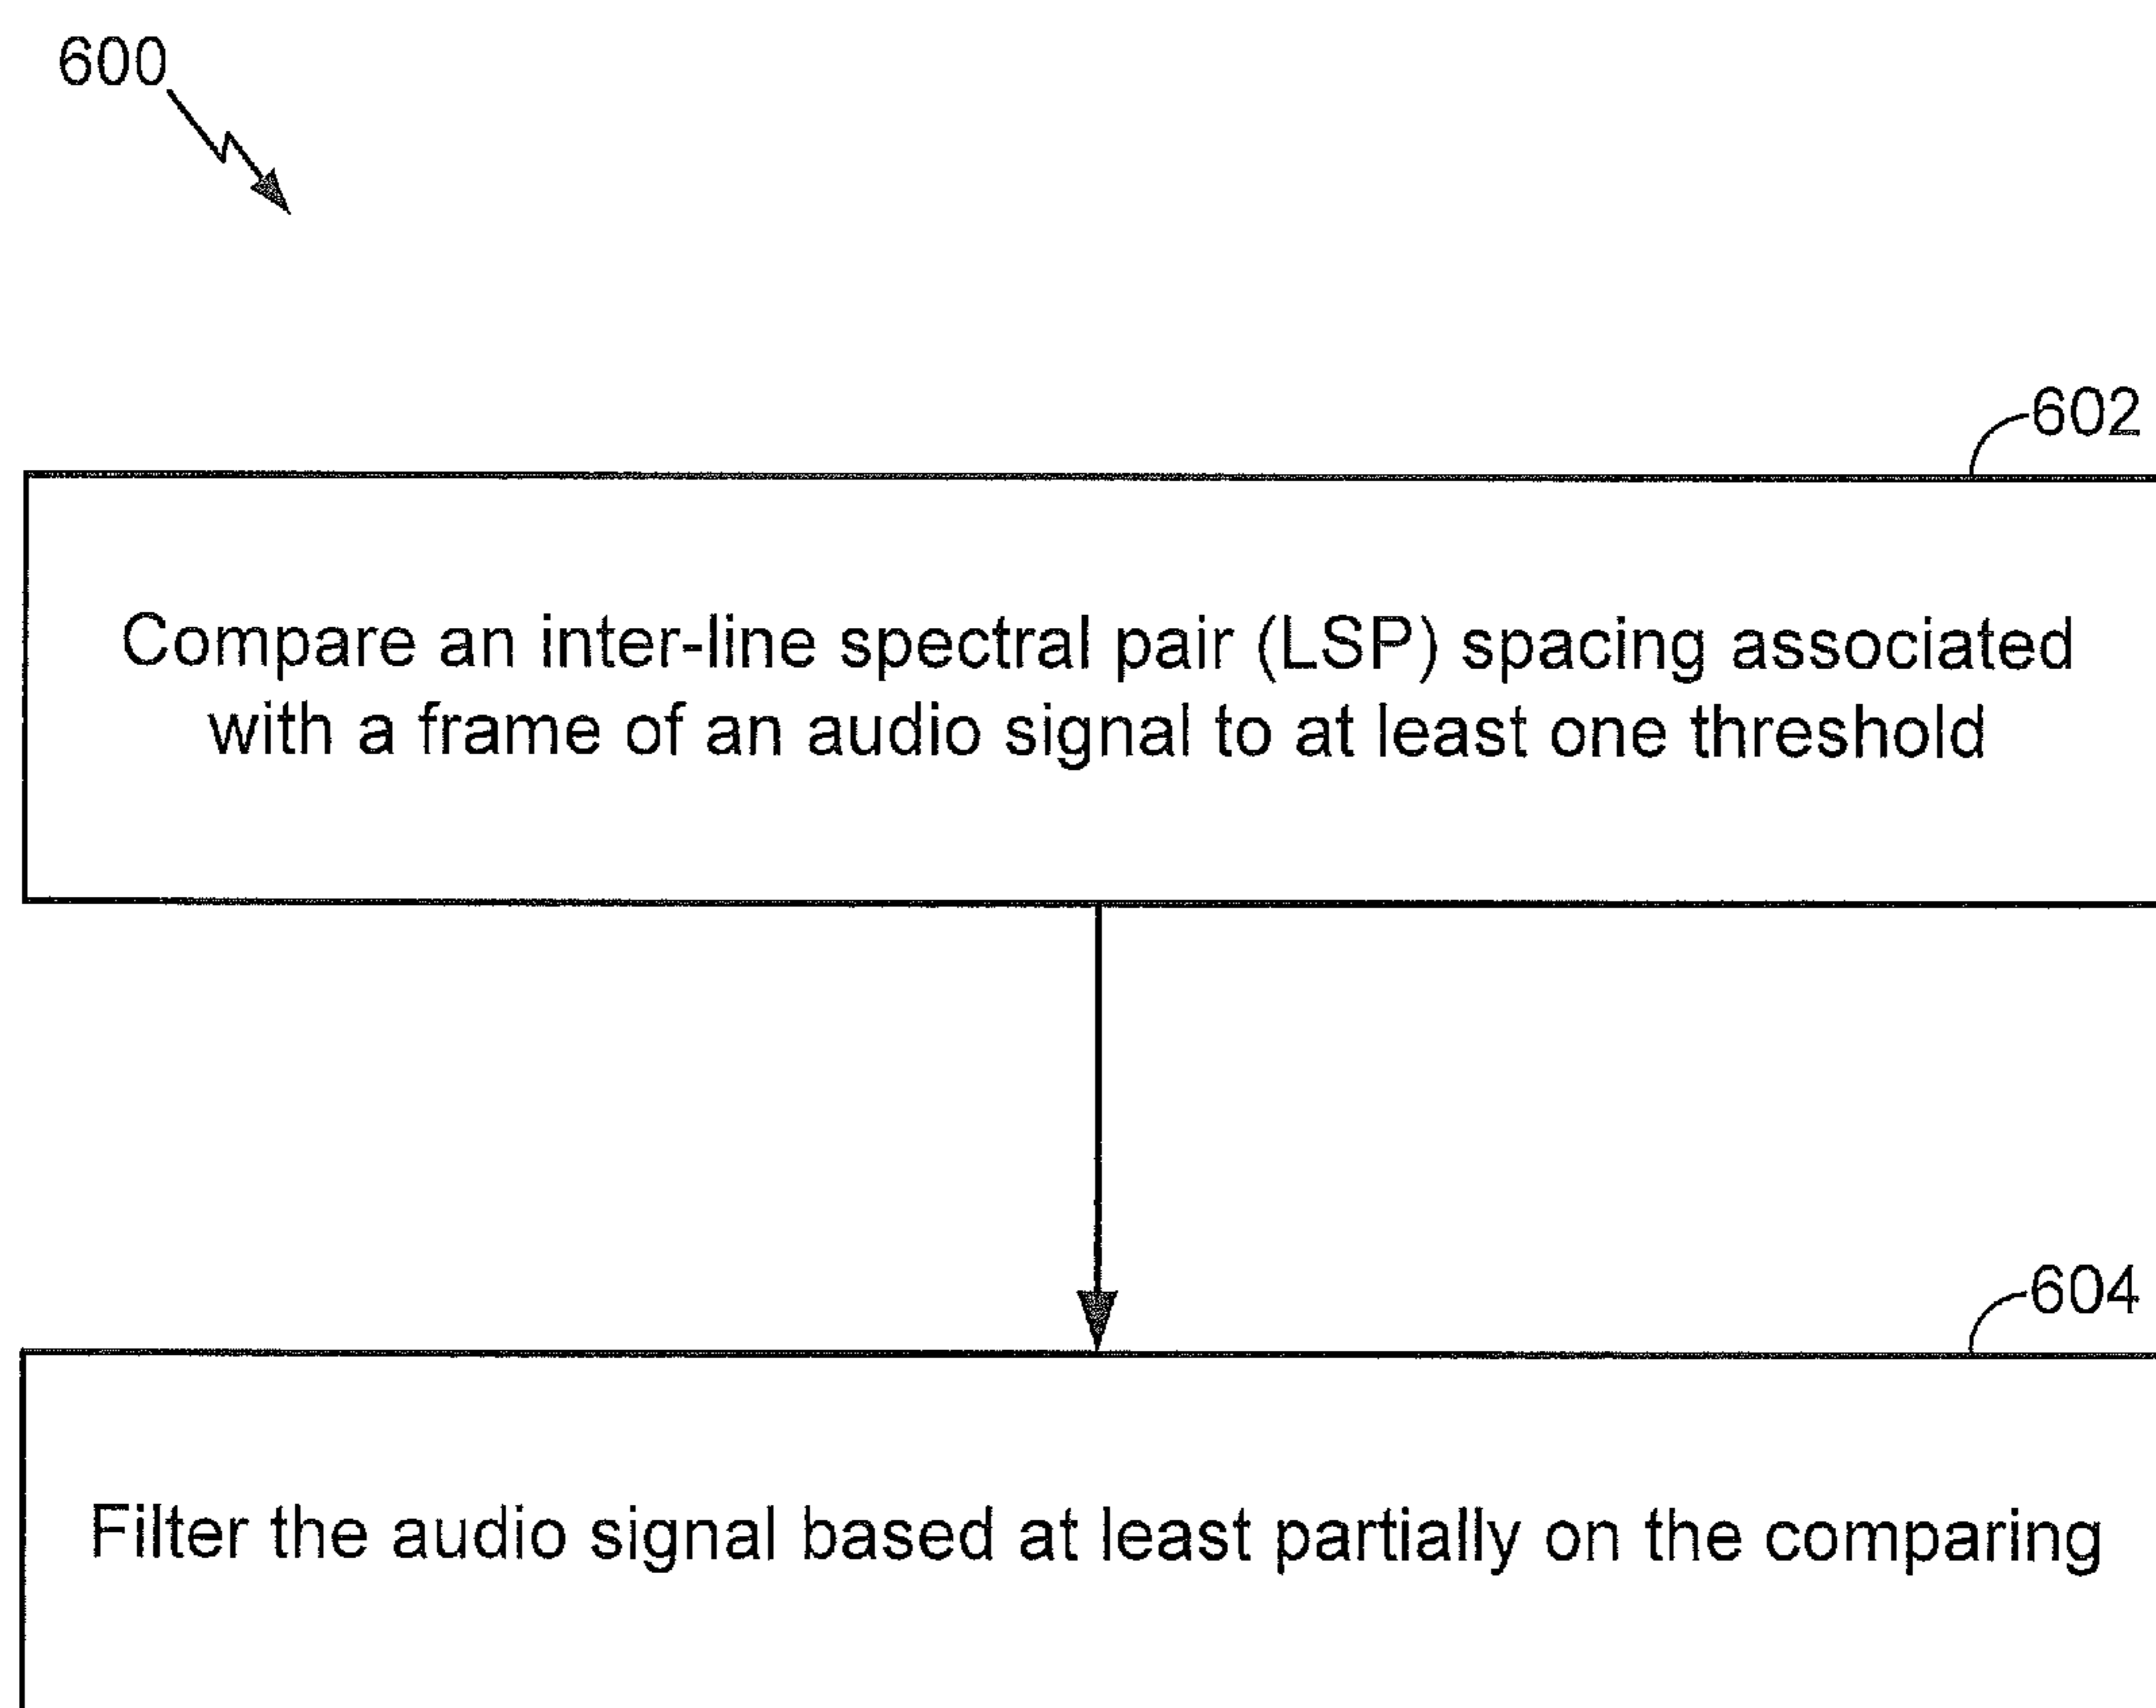 600
602
Compare an inter-line spectral pair (LSP) spacing associated
with a frame of an audio signal to at least one threshold
604
Filter the audio signal based at least partially on the comparing